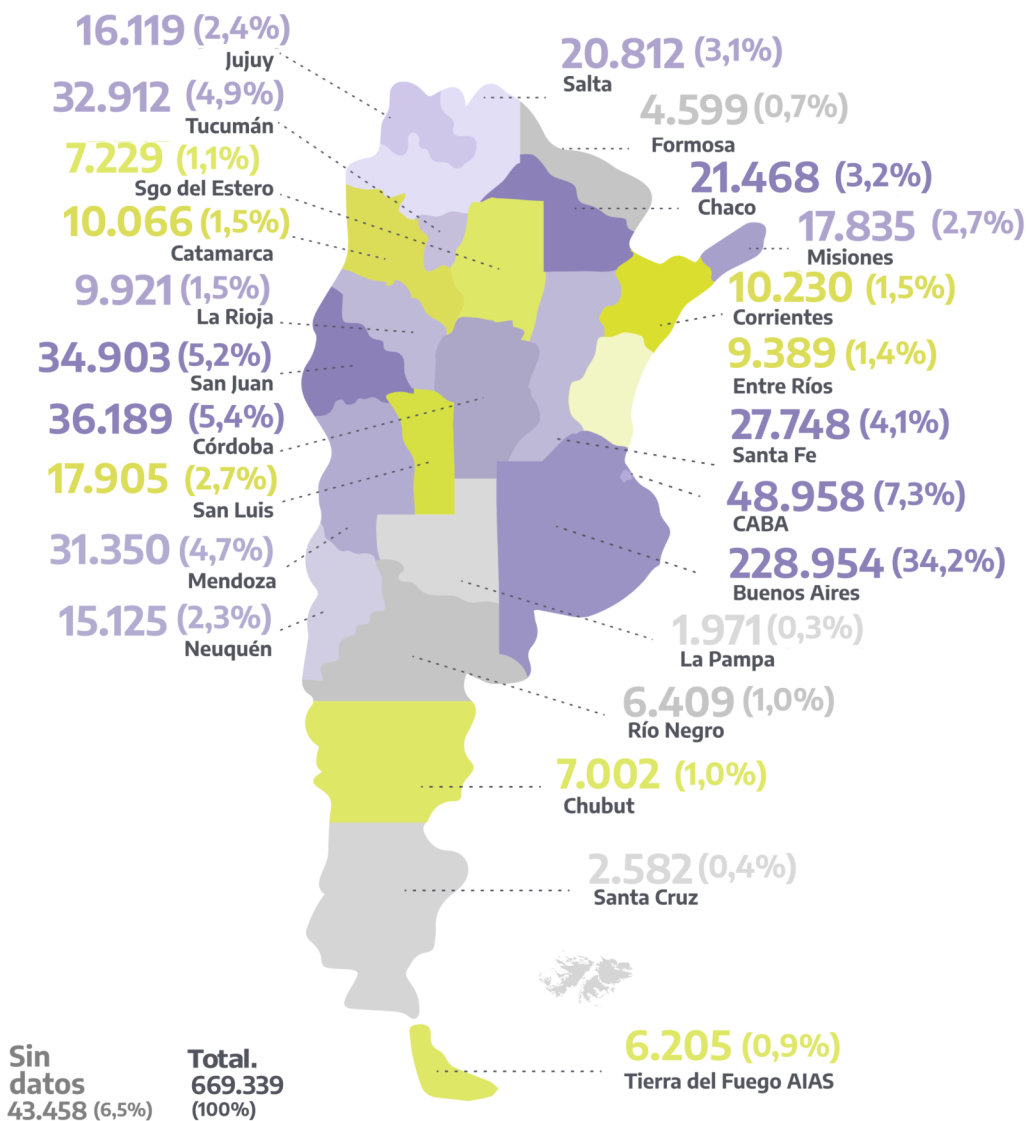 16.119 (2,4%)
Jujuy
32.912 (4,9%)
Tucumán
7.229 (1,1%)
Sgo del Estero
10.066 (1,5%)
Catamarca
9.921 (1,5%)
La Rioja
34.903 (5,2%)
San Juan
36.189 (5,4%)
Córdoba
17.905 (2,7%)
San Luis
31.350 (4,7%)
Mendoza
15.125 (2,3%)
Neuquén
20.812 (3,1%)
Salta
4.599 (0,7%)
Formosa
21.468 (3,2%)
Chaco
17.835 (2,7%)
Misiones
10.230 (1,5%)
Corrientes
9.389 (1,4%)
Entre Ríos
27.748 (4,1%)
Santa Fe
48.958 (7,3%)
CABA
228.954 (34,2%)
Buenos Aires
1.971 (0,3%)
La Pampa
6.409 (1,0%)
Río Negro
7.002 (1,0%)
Chubut
2.582 (0,4%)
Santa Cruz
6.205 (0,9%)
Tierra del Fuego AIAS
Sin
datos
43.458 (6,5%)
Total.
669.339
(100%)